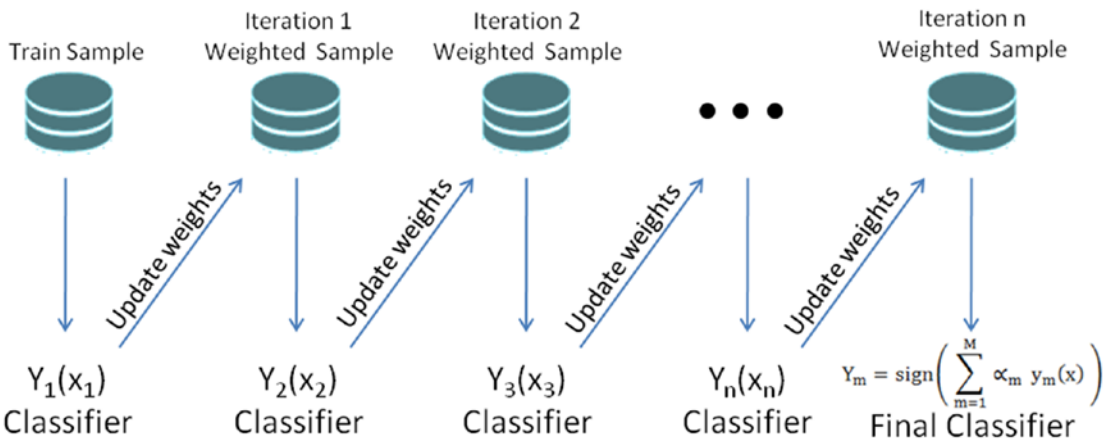 Train Sample
Iteration 1
Weighted Sample
Iteration 2
Weighted Sample
Iteration n
Weighted Sample
Update weights
Update weights
Update weights
Update weights
Y₁(x₁)
Classifier
Y₂(x₂)
Classifier
Y₃(x₃)
Classifier
Yₙ(xₙ)
Classifier
Yₘ = sign( ∑_{m=1}^{M} ∝ₘ yₘ(x) )
Final Classifier